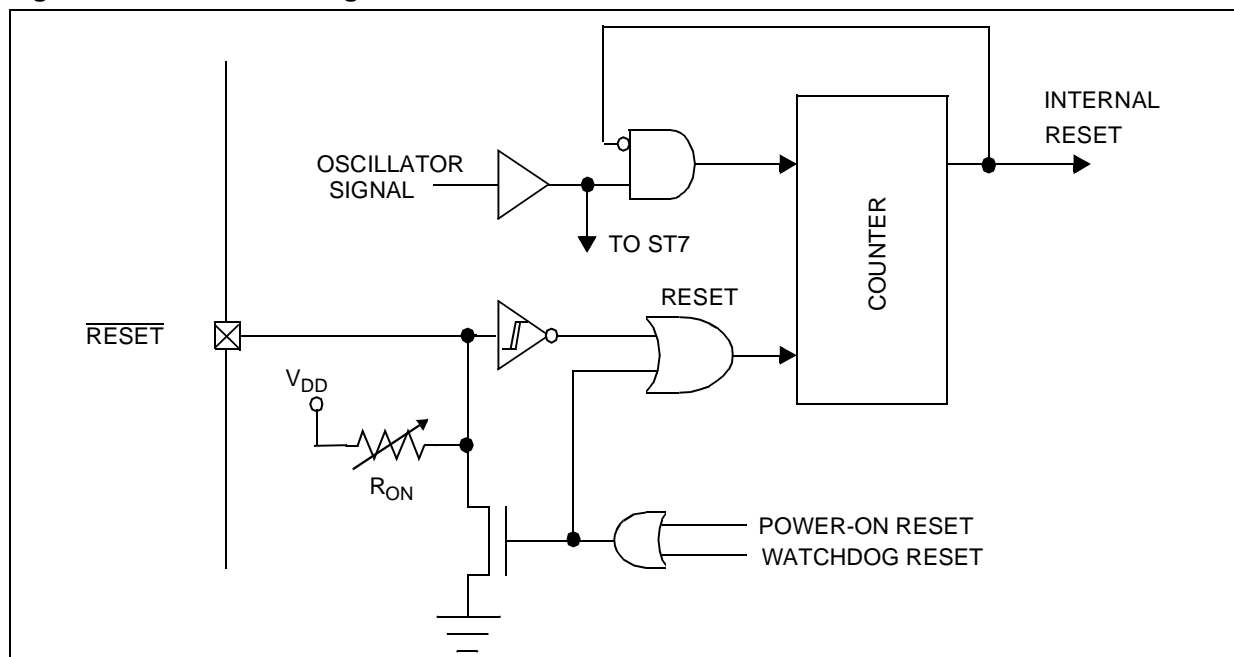 INTERNAL
RESET
OSCILLATOR
SIGNAL
TO ST7
COUNTER
RESET
RESET
VDD
RON
POWER-ON RESET
WATCHDOG RESET